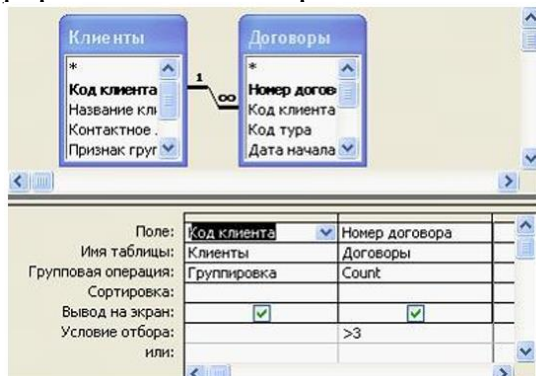 Клиенты
*
Код клиента
Название кли
Контактное .
Признак груг
1
∞
Договоры
*
Номер догов
Код клиента
Код тура
Дата начала
Поле: Код клиента Номер договора
Имя таблицы: Клиенты Договоры
Групповая операция: Группировка Count
Сортировка:
Вывод на экран:
Условие отбора: >3
или: